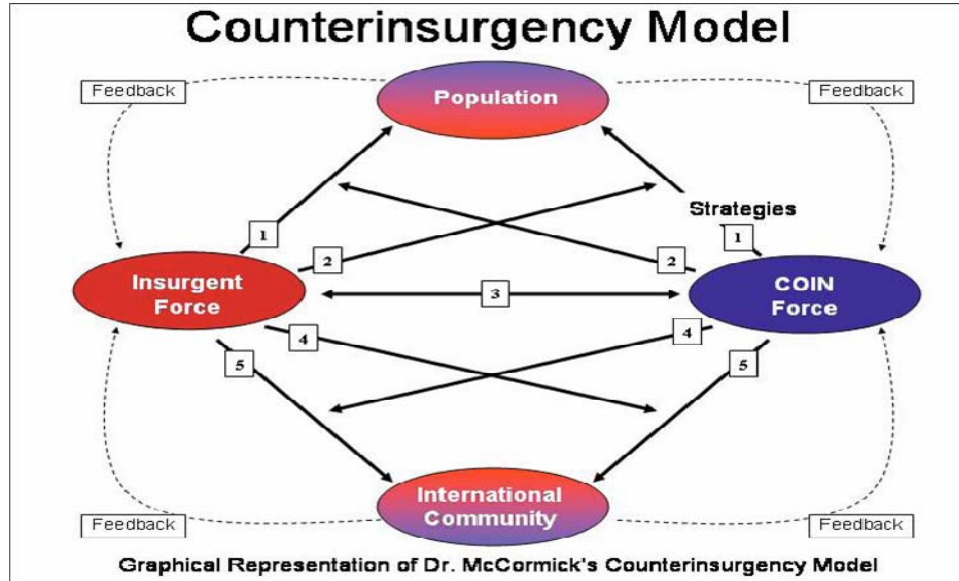 Counterinsurgency Model
Feedback
Population
Feedback
Strategies
1
1
2
2
Insurgent
Force
3
COIN
Force
4
4
5
5
International
Community
Feedback
Feedback
Graphical Representation of Dr. McCormick's Counterinsurgency Model